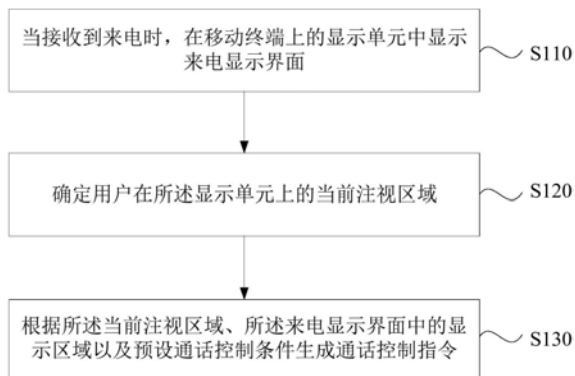 当接收到来电时，在移动终端上的显示单元中显示
来电显示界面
S110
确定用户在所述显示单元上的当前注视区域
S120
根据所述当前注视区域、所述来电显示界面中的显
示区域以及预设通话控制条件生成通话控制指令
S130